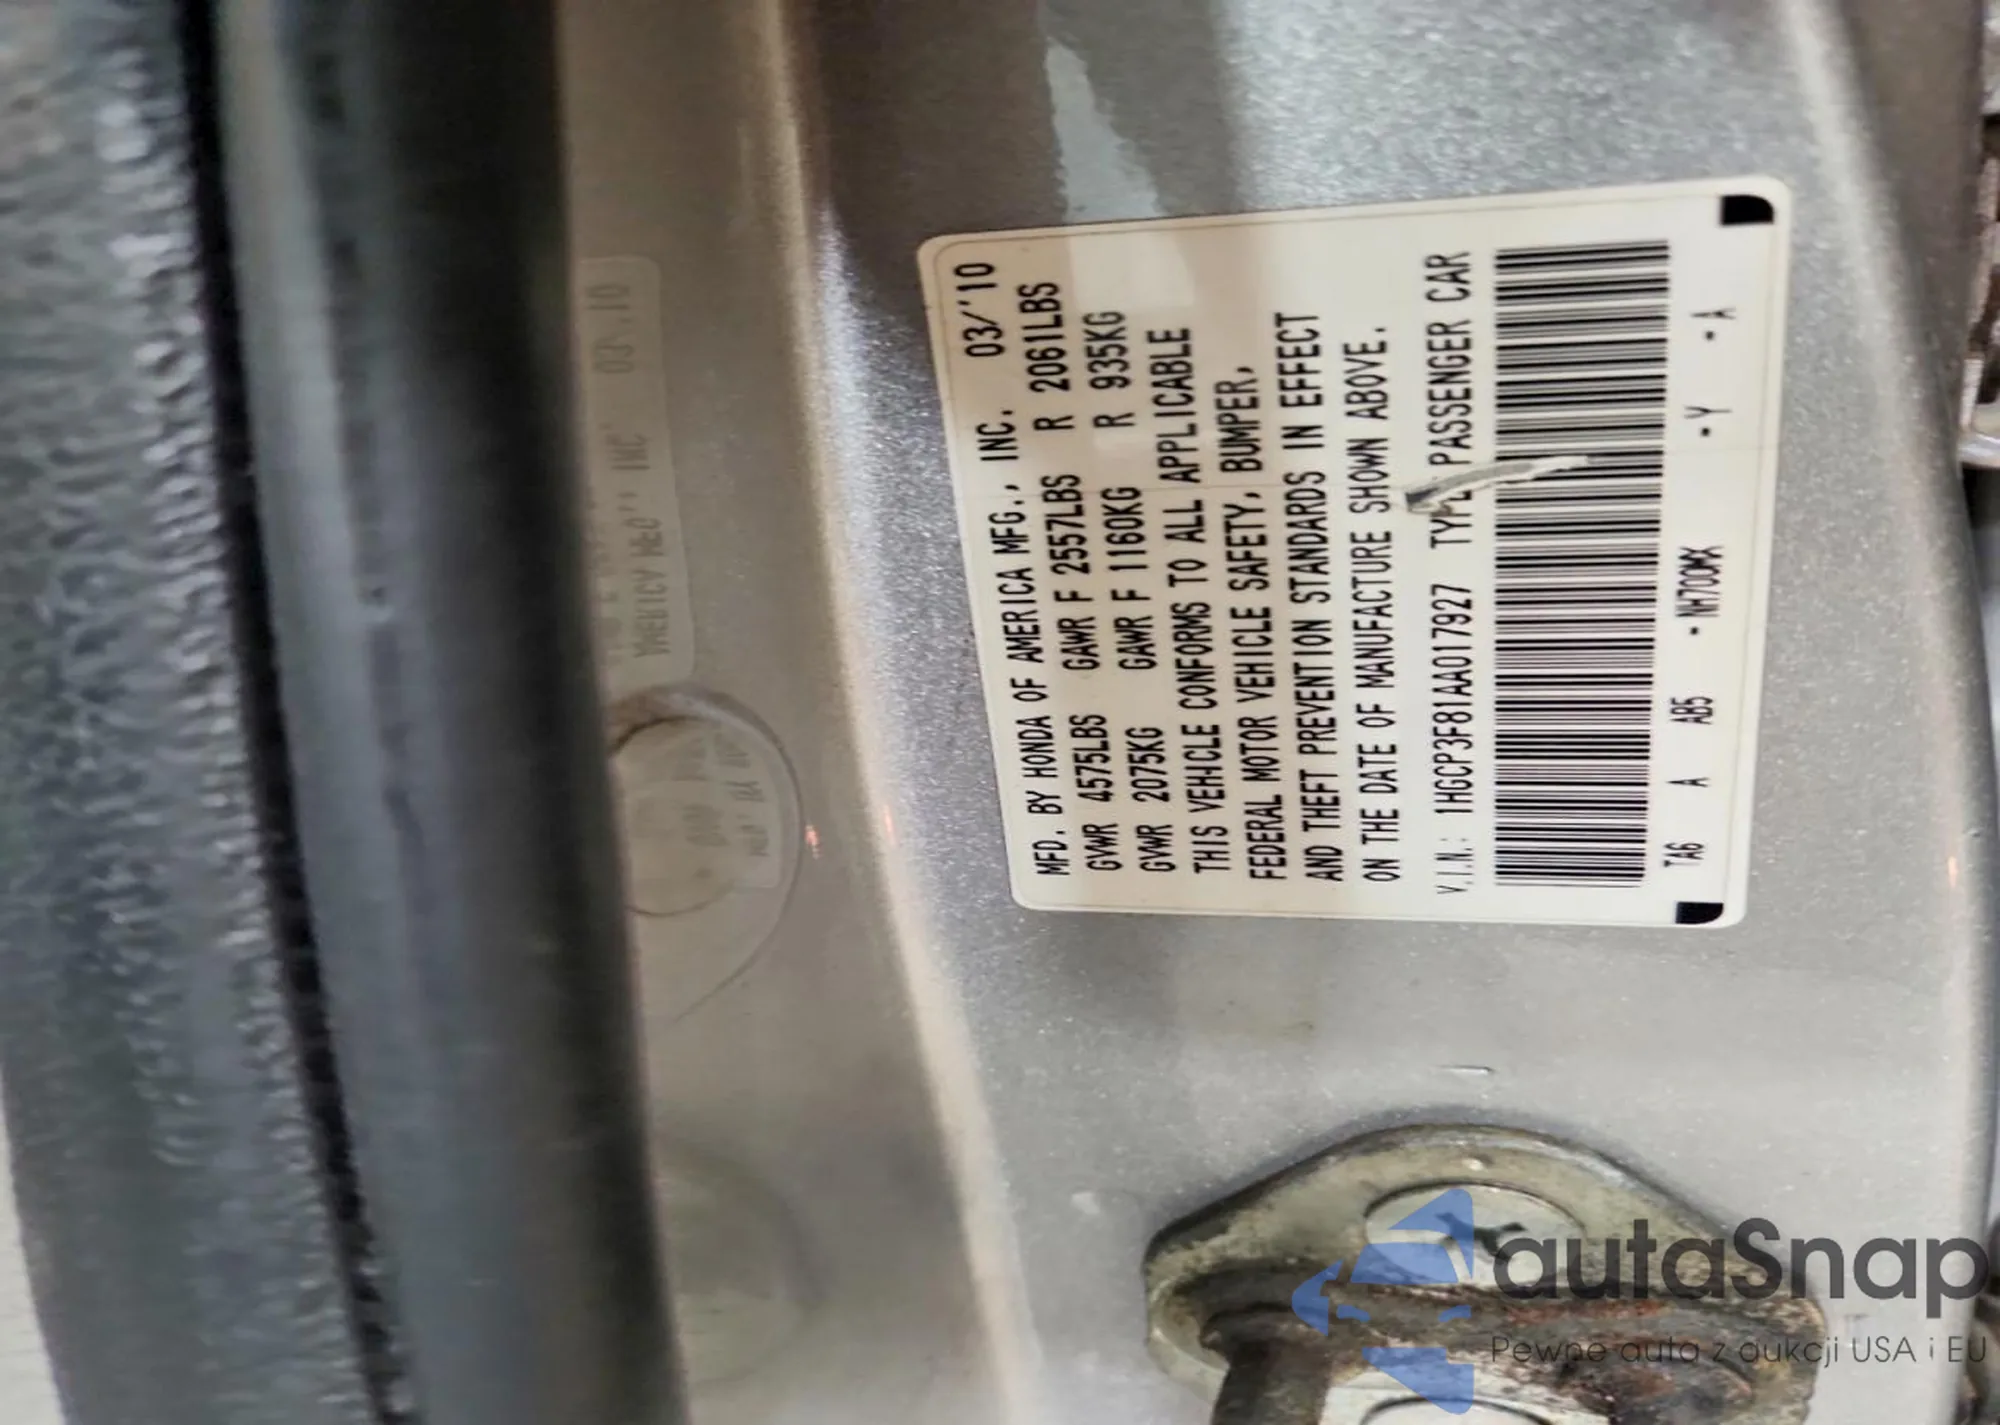 MFD. BY HONDA OF AMERICA MFG., INC. 03/'10
GVWR 4575LBS GAWR F 2557LBS R 2061LBS
GVWR 2075KG GAWR F 1160KG R 935KG
THIS VEHICLE CONFORMS TO ALL APPLICABLE
FEDERAL MOTOR VEHICLE SAFETY, BUMPER,
AND THEFT PREVENTION STANDARDS IN EFFECT
ON THE DATE OF MANUFACTURE SHOWN ABOVE.
V.I.N.: 1HGCP3F81AA017927 TYPE PASSENGER CAR
TA6 A AB5 -NH700MX -Y -A
autaSnap
Pewne auta z aukcji USA i EU